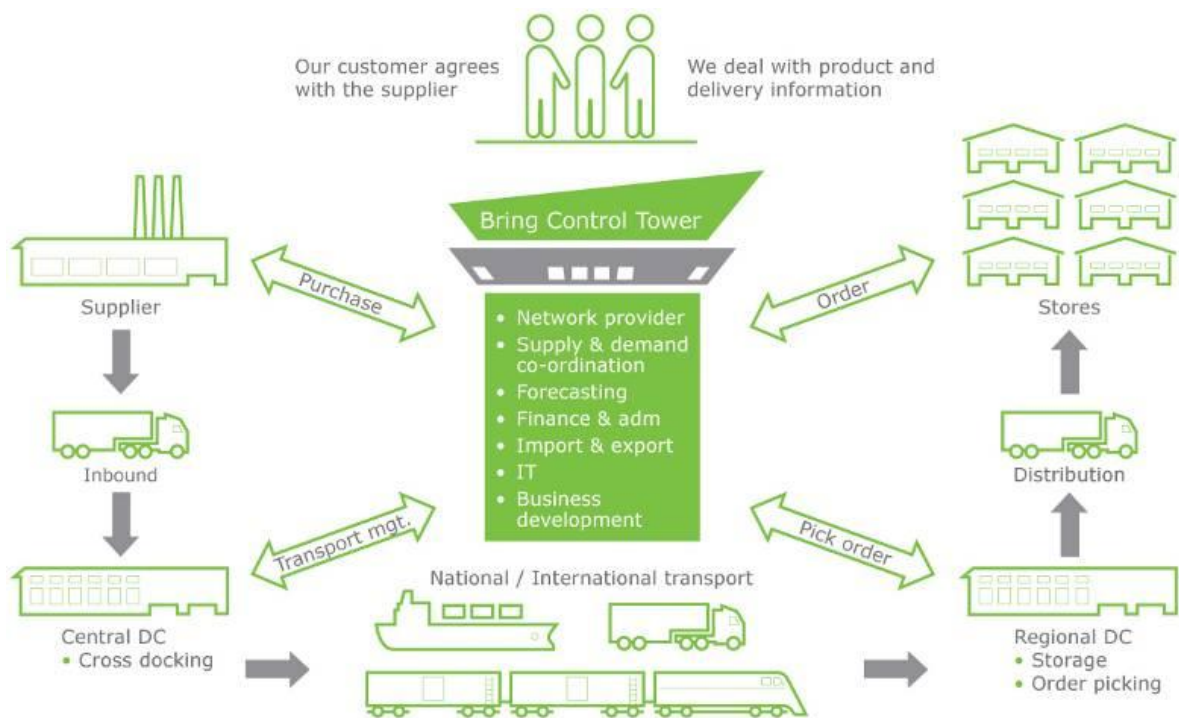 Our customer agrees
with the supplier
We deal with product and
delivery information
Bring Control Tower
Purchase
Order
Supplier
Stores
• Network provider
• Supply & demand
co-ordination
• Forecasting
• Finance & adm
• Import & export
• IT
• Business
development
Inbound
Distribution
Transport mgt.
Pick order
National / International transport
Central DC
• Cross docking
Regional DC
• Storage
• Order picking